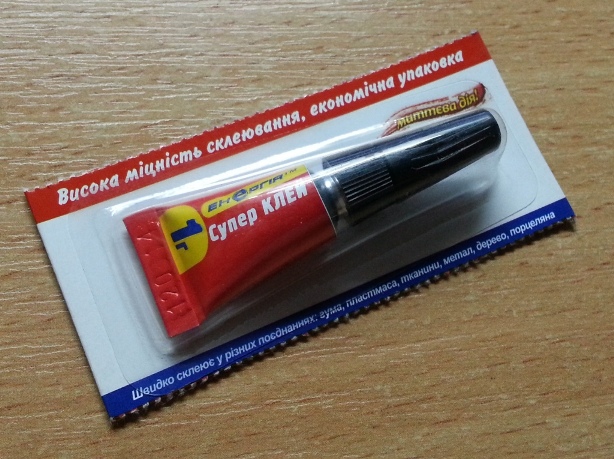 Висока міцність склеювання, економічна упаковка
миттєва дія!
ЕНЕРГІЯ™
1г
Супер КЛЕЙ
Швидко склеює у різних поєднаннях: гума, пластмаса, тканини, метал, дерево, порцеляна